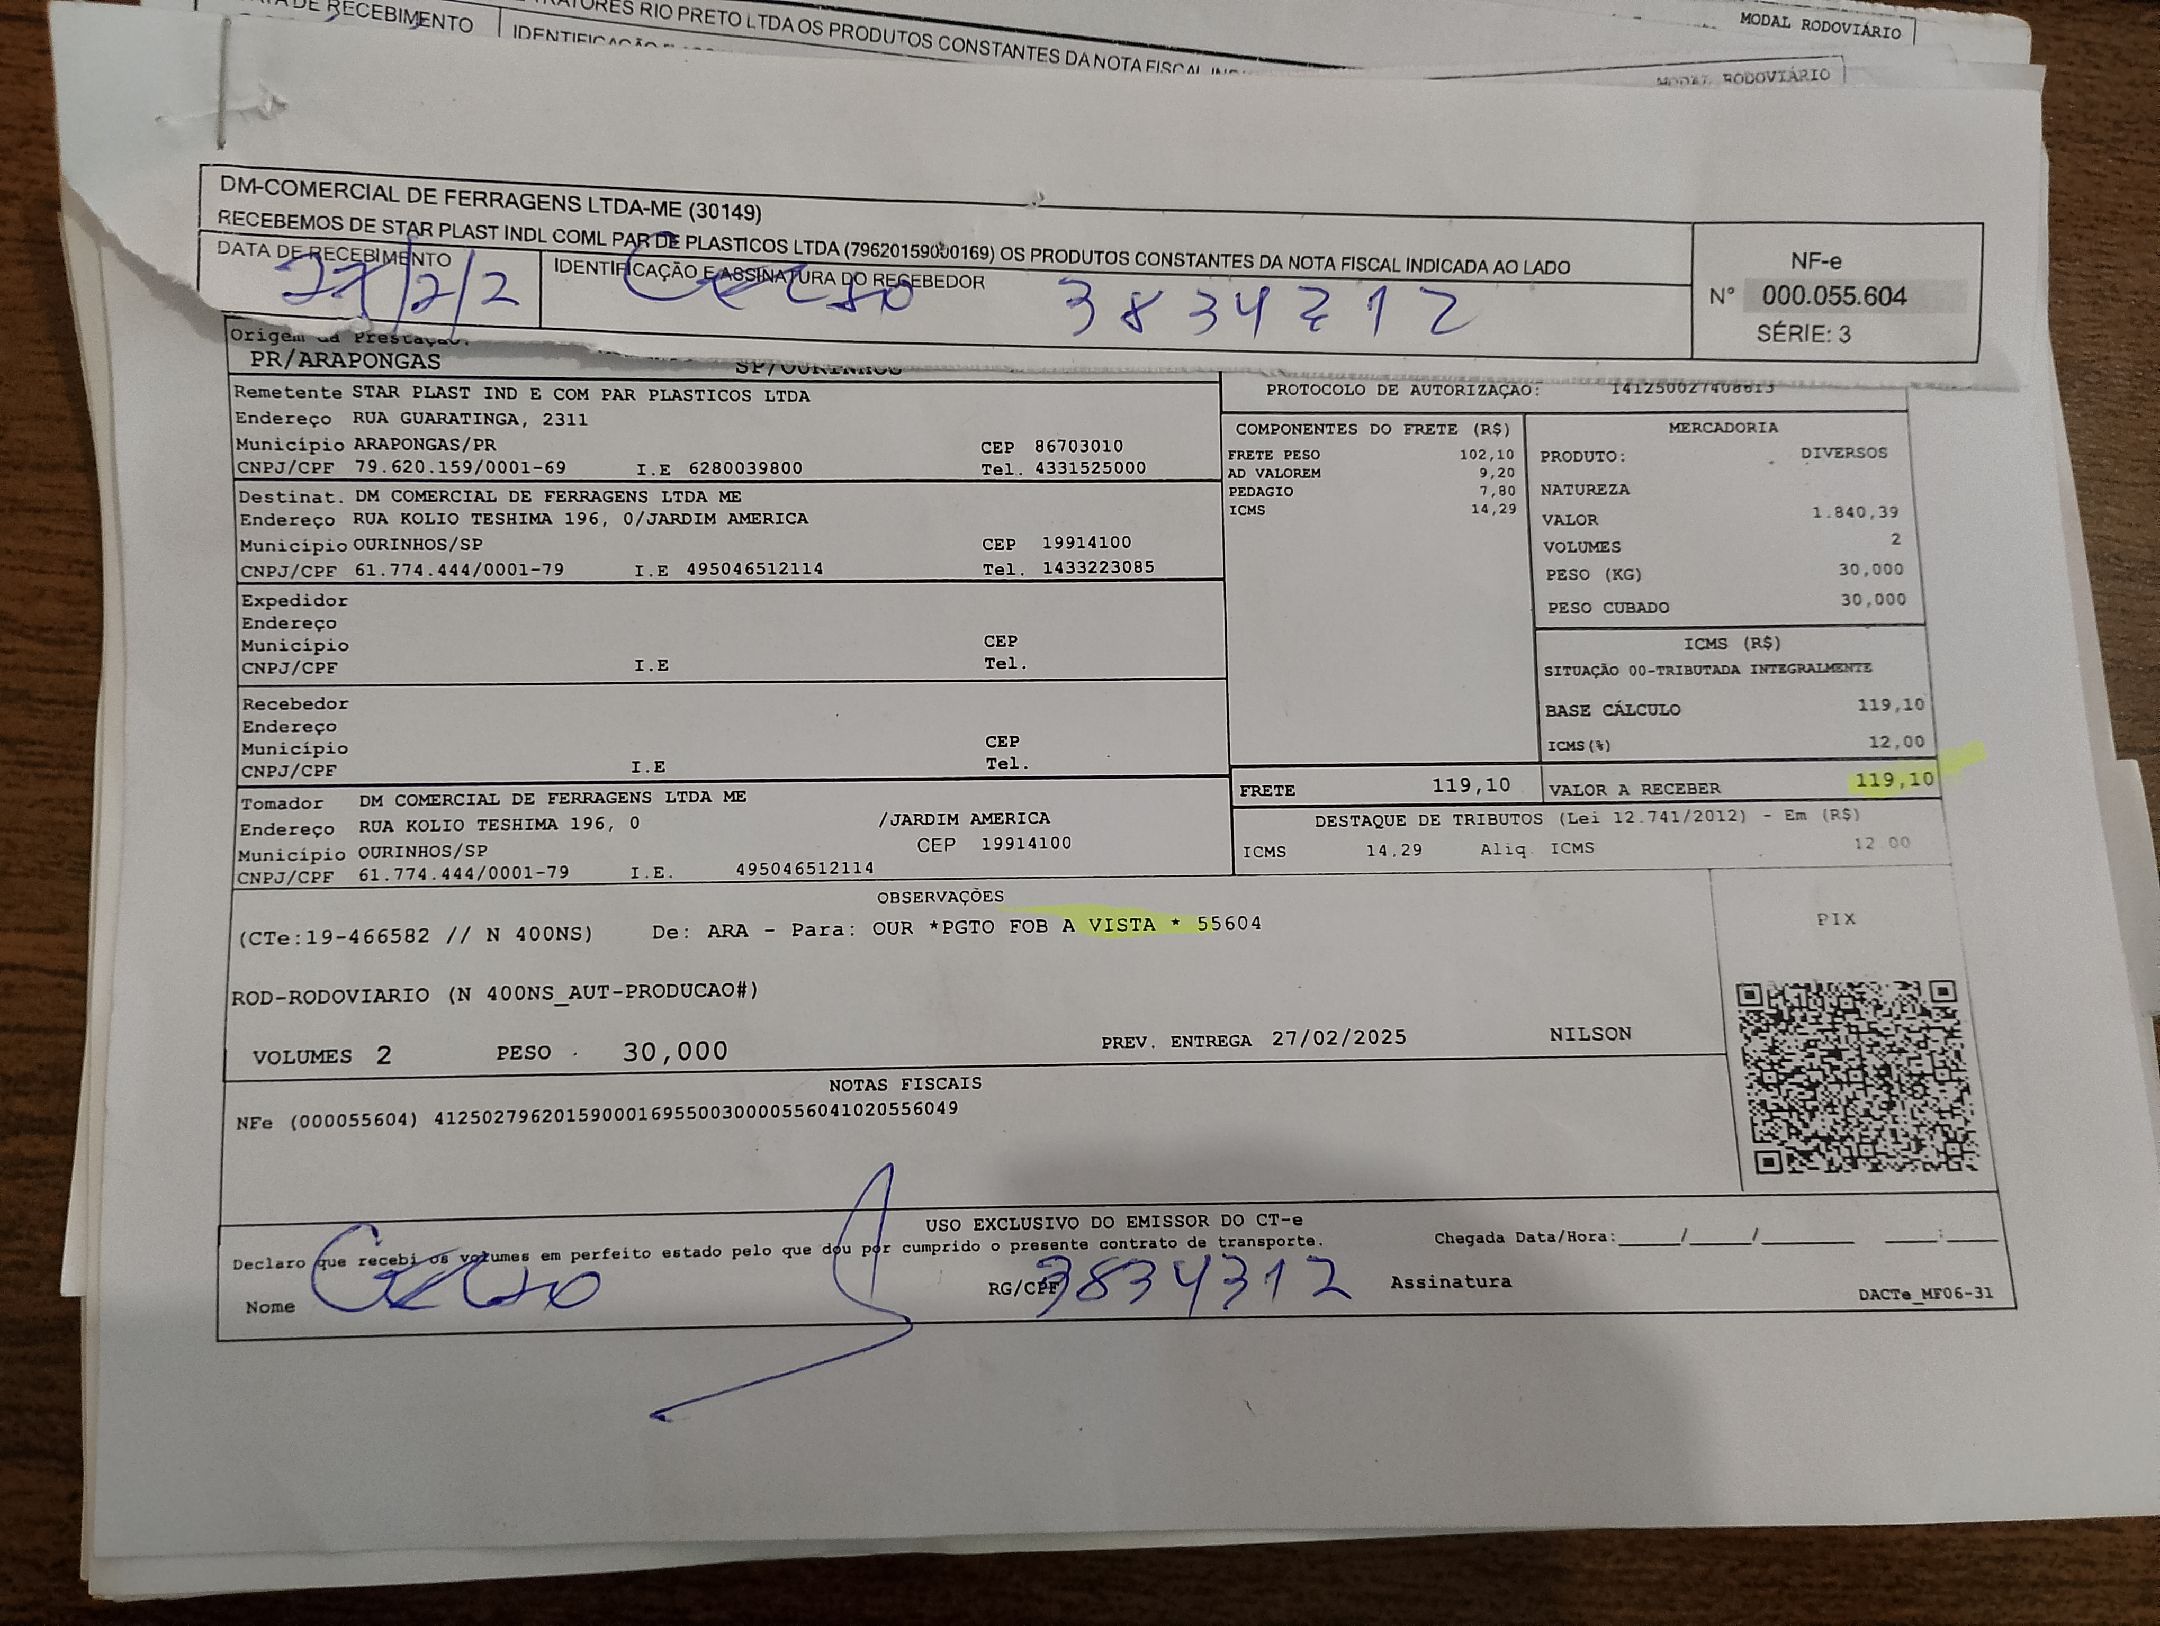 DE RECEBIMENTO
TRATORES RIO PRETO LTDA OS PRODUTOS CONSTANTES DA NOTA FISCAL
MODAL RODOVIÁRIO
MODAL RODOVIÁRIO
DM-COMERCIAL DE FERRAGENS LTDA-ME (30149)
RECEBEMOS DE STAR PLAST INDL COML PAR DE PLASTICOS LTDA (79620159000169) OS PRODUTOS CONSTANTES DA NOTA FISCAL INDICADA AO LADO
DATA DE RECEBIMENTO
27/2/2
IDENTIFICAÇÃO E ASSINATURA DO RECEBEDOR
Celso 3834312
NF-e
Nº 000.055.604
SÉRIE: 3
Origem da Prestação:
PR/ARAPONGAS
SP/OURINHOS
Remetente STAR PLAST IND E COM PAR PLASTICOS LTDA
Endereço RUA GUARATINGA, 2311
Município ARAPONGAS/PR CEP 86703010
CNPJ/CPF 79.620.159/0001-69 I.E 6280039800 Tel. 4331525000
Destinat. DM COMERCIAL DE FERRAGENS LTDA ME
Endereço RUA KOLIO TESHIMA 196, 0/JARDIM AMERICA
Município OURINHOS/SP CEP 19914100
CNPJ/CPF 61.774.444/0001-79 I.E 495046512114 Tel. 1433223085
Expedidor
Endereço
Município CEP
CNPJ/CPF I.E Tel.
Recebedor
Endereço
Município CEP
CNPJ/CPF I.E Tel.
Tomador DM COMERCIAL DE FERRAGENS LTDA ME
Endereço RUA KOLIO TESHIMA 196, 0 /JARDIM AMERICA
Município OURINHOS/SP CEP 19914100
CNPJ/CPF 61.774.444/0001-79 I.E. 495046512114
PROTOCOLO DE AUTORIZAÇÃO: 141250027408613
COMPONENTES DO FRETE (R$)
FRETE PESO 102,10
AD VALOREM 9,20
PEDAGIO 7,80
ICMS 14,29
MERCADORIA
PRODUTO: DIVERSOS
NATUREZA
VALOR 1.840,39
VOLUMES 2
PESO (KG) 30,000
PESO CUBADO 30,000
ICMS (R$)
SITUAÇÃO 00-TRIBUTADA INTEGRALMENTE
BASE CÁLCULO 119,10
ICMS(%) 12,00
FRETE 119,10 VALOR A RECEBER 119,10
DESTAQUE DE TRIBUTOS (Lei 12.741/2012) - Em (R$)
ICMS 14,29 Aliq. ICMS 12.00
OBSERVAÇÕES
(CTe:19-466582 // N 400NS) De: ARA - Para: OUR *PGTO FOB A VISTA * 55604
ROD-RODOVIARIO (N 400NS_AUT-PRODUCAO#)
VOLUMES 2 PESO 30,000 PREV. ENTREGA 27/02/2025 NILSON
PIX
NOTAS FISCAIS
NFe (000055604) 41250279620159000169550030000556041020556049
USO EXCLUSIVO DO EMISSOR DO CT-e
Declaro que recebi os volumes em perfeito estado pelo que dou por cumprido o presente contrato de transporte.
Chegada Data/Hora:_____/_____/_______ ____:____
Nome Celso RG/CPF 3834312 Assinatura
DACTe_MF06-31